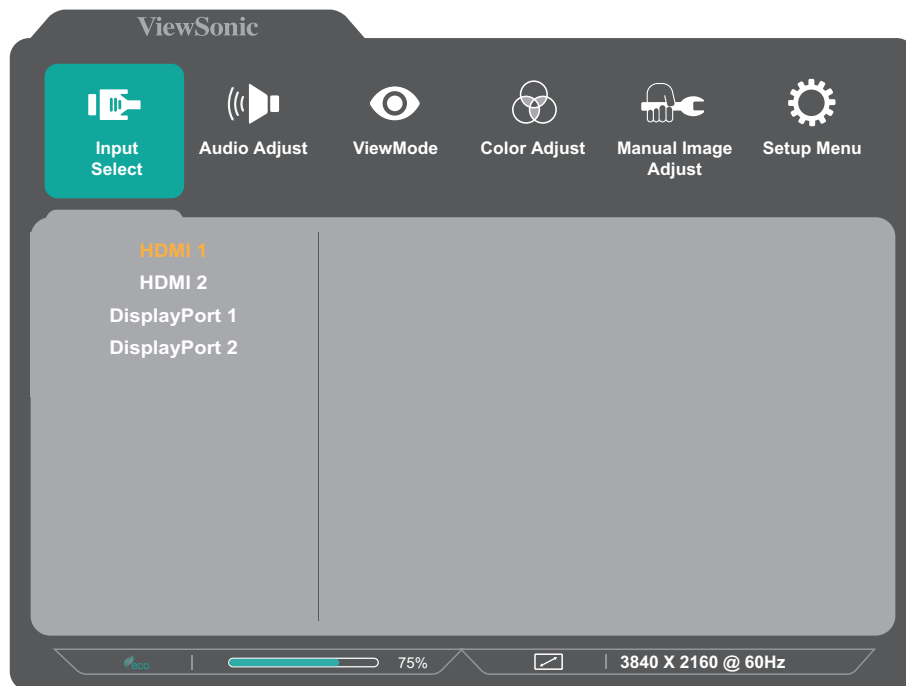 ViewSonic
Input
Select
Audio Adjust
ViewMode
Color Adjust
Manual Image
Adjust
Setup Menu
HDMI 1
HDMI 2
DisplayPort 1
DisplayPort 2
ECO
75%
3840 X 2160 @ 60Hz